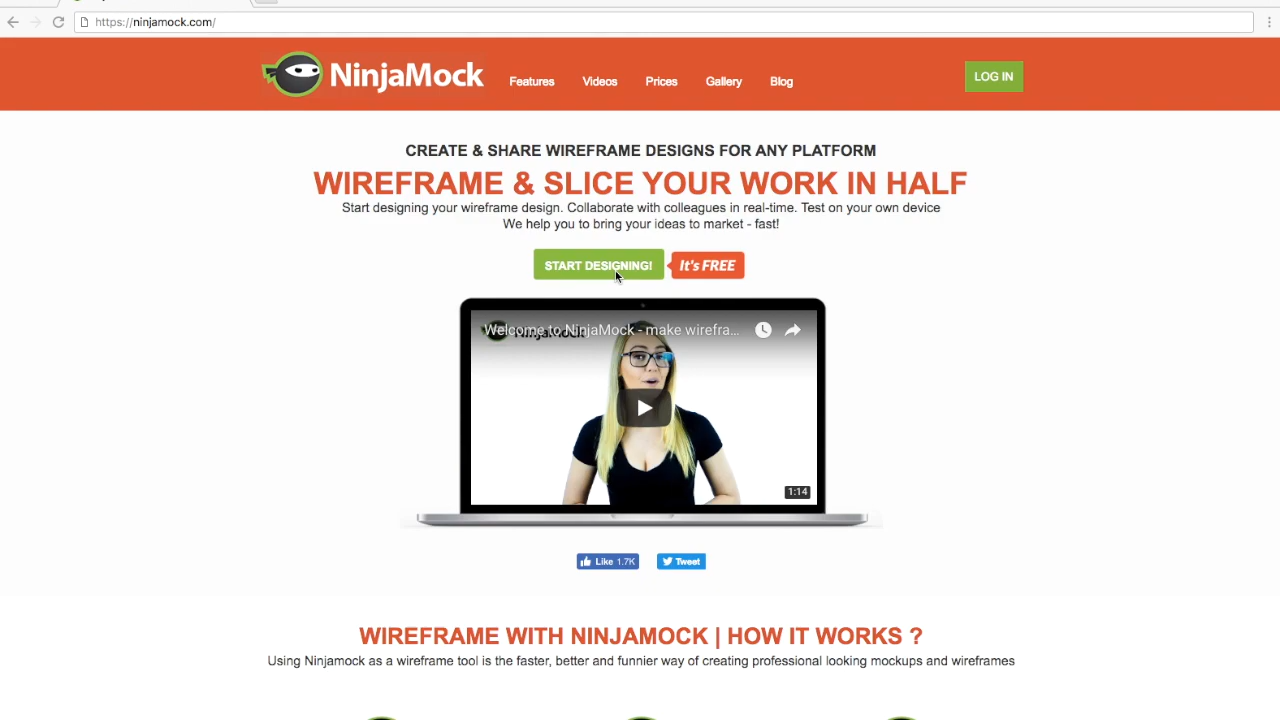 https://ninjamock.com/
NinjaMock
Features
Videos
Prices
Gallery
Blog
LOG IN
CREATE & SHARE WIREFRAME DESIGNS FOR ANY PLATFORM
WIREFRAME & SLICE YOUR WORK IN HALF
Start designing your wireframe design. Collaborate with colleagues in real-time. Test on your own device
We help you to bring your ideas to market - fast!
START DESIGNING!
It's FREE
Welcome to NinjaMock - make wirefra...
NinjaMock
1:14
Like 1.7K
Tweet
WIREFRAME WITH NINJAMOCK | HOW IT WORKS ?
Using Ninjamock as a wireframe tool is the faster, better and funnier way of creating professional looking mockups and wireframes